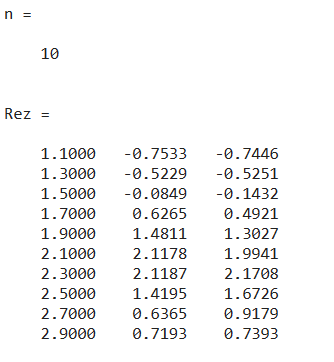 n =
10
Rez =
1.1000 -0.7533 -0.7446
1.3000 -0.5229 -0.5251
1.5000 -0.0849 -0.1432
1.7000 0.6265 0.4921
1.9000 1.4811 1.3027
2.1000 2.1178 1.9941
2.3000 2.1187 2.1708
2.5000 1.4195 1.6726
2.7000 0.6365 0.9179
2.9000 0.7193 0.7393